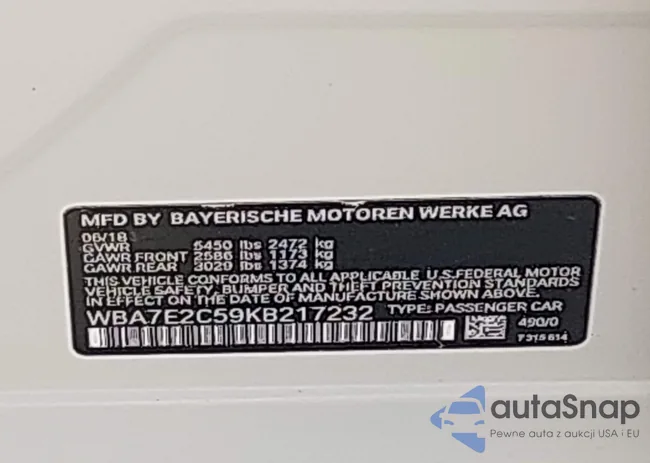 MFD BY BAYERISCHE MOTOREN WERKE AG
06/18
GVWR 5450 lbs 2472 kg
GAWR FRONT 2586 lbs 1173 kg
GAWR REAR 3029 lbs 1374 kg
THIS VEHICLE CONFORMS TO ALL APPLICABLE U.S.FEDERAL MOTOR
VEHICLE SAFETY, BUMPER AND THEFT PREVENTION STANDARDS
IN EFFECT ON THE DATE OF MANUFACTURE SHOWN ABOVE.
WBA7E2C59KB217232 TYPE: PASSENGER CAR
490/0
7315614
autaSnap
Pewne auta z aukcji USA i EU